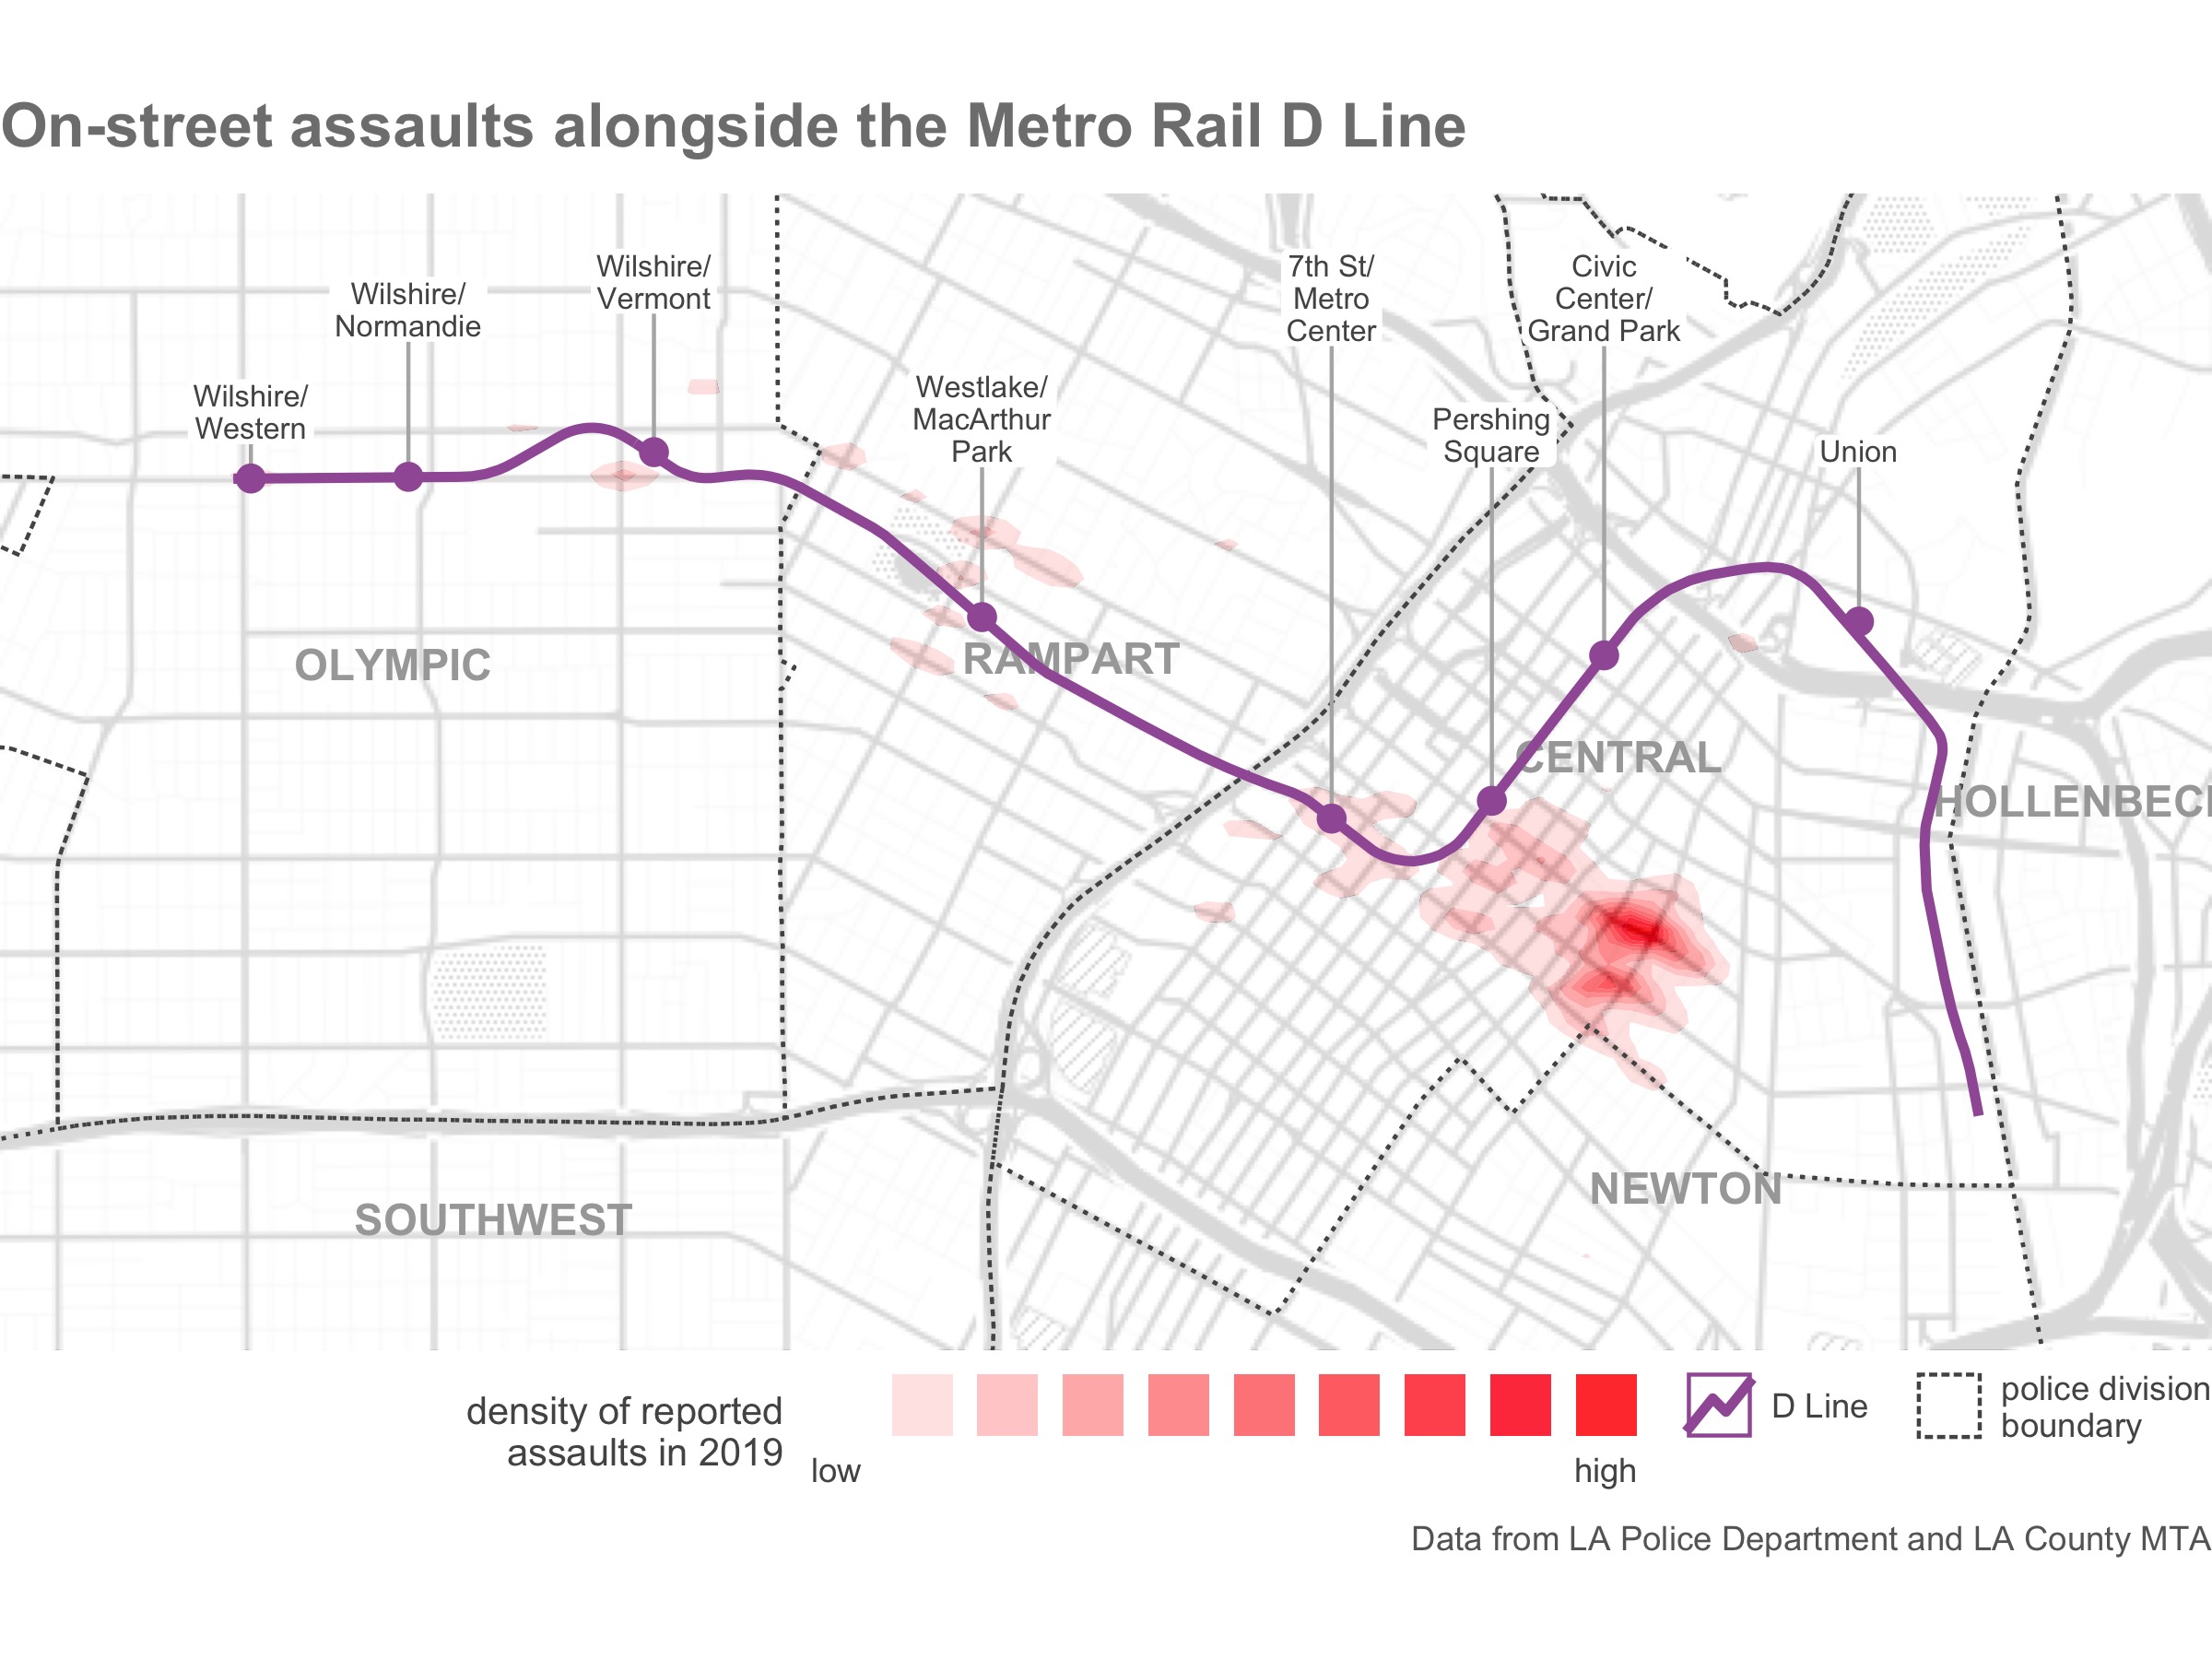 On-street assaults alongside the Metro Rail D Line
Wilshire/
Western
Wilshire/
Normandie
Wilshire/
Vermont
Westlake/
MacArthur
Park
7th St/
Metro
Center
Pershing
Square
Civic
Center/
Grand Park
Union
OLYMPIC
RAMPART
CENTRAL
HOLLENBEC
SOUTHWEST
NEWTON
density of reported
assaults in 2019
low
high
D Line
police division
boundary
Data from LA Police Department and LA County MTA